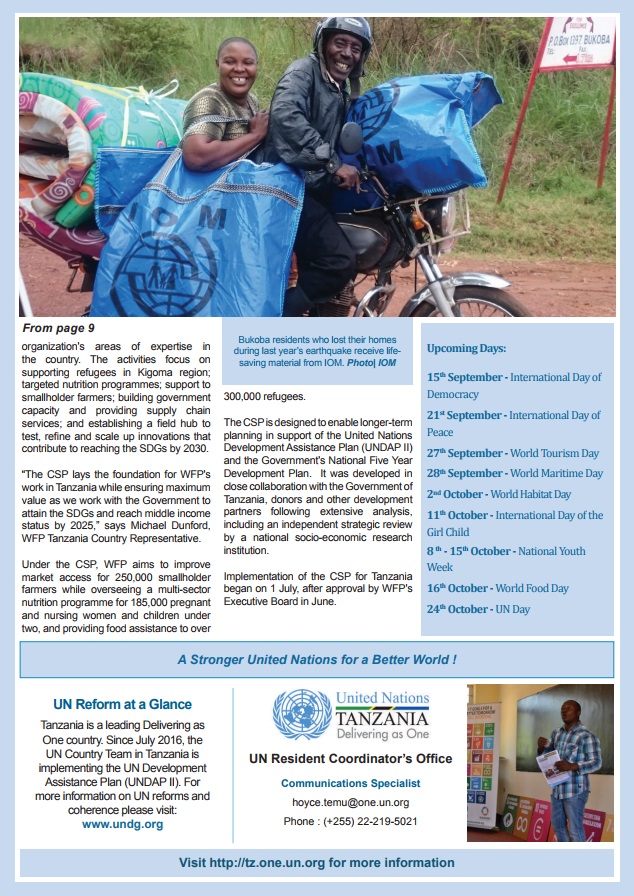 P.O.Box 1397 BUKOBA
I O M
From page 9
organization's areas of expertise in
the country. The activities focus on
supporting refugees in Kigoma region;
targeted nutrition programmes; support to
smallholder farmers; building government
capacity and providing supply chain
services; and establishing a field hub to
test, refine and scale up innovations that
contribute to reaching the SDGs by 2030.
"The CSP lays the foundation for WFP's
work in Tanzania while ensuring maximum
value as we work with the Government to
attain the SDGs and reach middle income
status by 2025," says Michael Dunford,
WFP Tanzania Country Representative.
Under the CSP, WFP aims to improve
market access for 250,000 smallholder
farmers while overseeing a multi-sector
nutrition programme for 185,000 pregnant
and nursing women and children under
two, and providing food assistance to over
Bukoba residents who lost their homes
during last year's earthquake receive life-
saving material from IOM. Photo| IOM
300,000 refugees.
The CSP is designed to enable longer-term
planning in support of the United Nations
Development Assistance Plan (UNDAP II)
and the Government's National Five Year
Development Plan. It was developed in
close collaboration with the Government of
Tanzania, donors and other development
partners following extensive analysis,
including an independent strategic review
by a national socio-economic research
institution.
Implementation of the CSP for Tanzania
began on 1 July, after approval by WFP's
Executive Board in June.
Upcoming Days:
15th September - International Day of
Democracy
21st September - International Day of
Peace
27th September - World Tourism Day
28th September - World Maritime Day
2nd October - World Habitat Day
11th October - International Day of the
Girl Child
8 th - 15th October - National Youth
Week
16th October - World Food Day
24th October - UN Day
A Stronger United Nations for a Better World !
UN Reform at a Glance
Tanzania is a leading Delivering as
One country. Since July 2016, the
UN Country Team in Tanzania is
implementing the UN Development
Assistance Plan (UNDAP II). For
more information on UN reforms and
coherence please visit:
www.undg.org
United Nations
TANZANIA
Delivering as One
UN Resident Coordinator's Office
Communications Specialist
hoyce.temu@one.un.org
Phone : (+255) 22-219-5021
Visit http://tz.one.un.org for more information